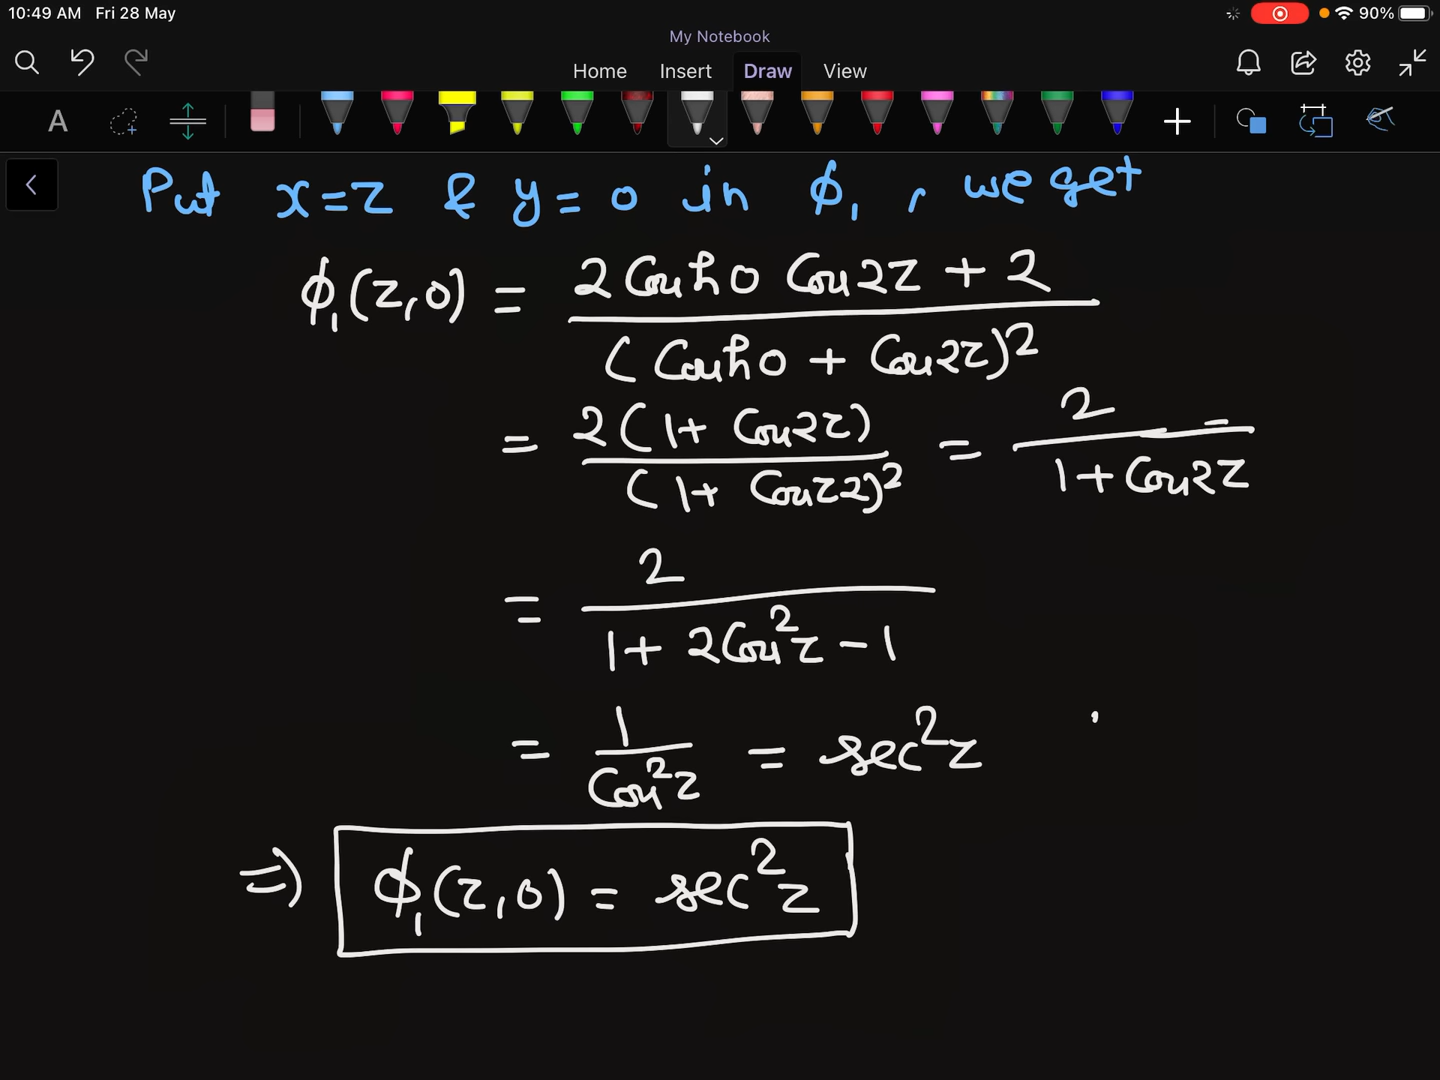 10:49 AM Fri 28 May 90%
My Notebook
Home Insert Draw View
A
Put x=z & y=0 in ϕ₁, we get
ϕ₁(z,0) = (2 Cosh0 Cos2z + 2) / (Cosh0 + Cos2z)²
= 2(1+ Cos2z) / (1+ Cos2z)² = 2 / (1+Cos2z)
= 2 / (1+ 2Cos²z - 1)
= 1 / Cos²z = sec²z
⇒ ϕ₁(z,0) = sec²z